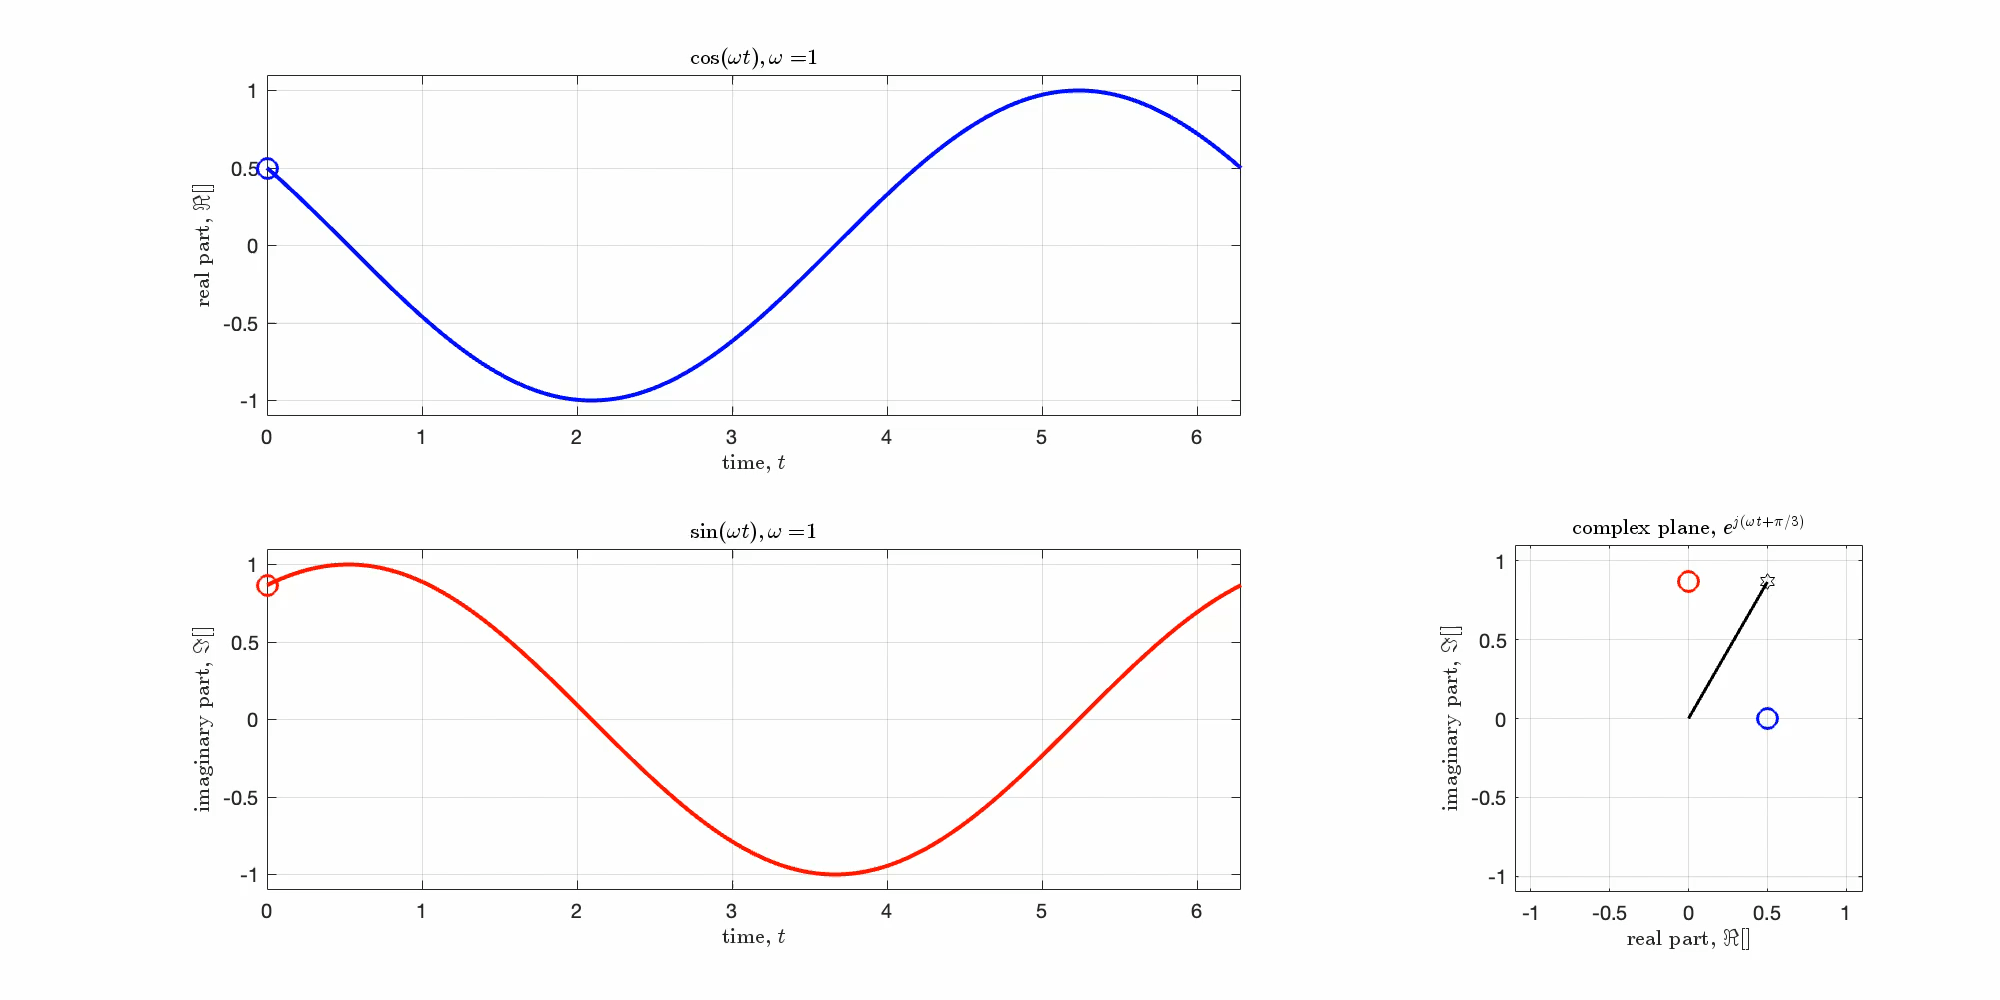 cos(ωt), ω =1
1
0.5
0
-0.5
-1
real part, ℜ[]
0 1 2 3 4 5 6
time, t
sin(ωt), ω =1
1
0.5
0
-0.5
-1
imaginary part, ℑ[]
0 1 2 3 4 5 6
time, t
complex plane, e^{j(ωt+π/3)}
1
0.5
0
-0.5
-1
imaginary part, ℑ[]
-1 -0.5 0 0.5 1
real part, ℜ[]